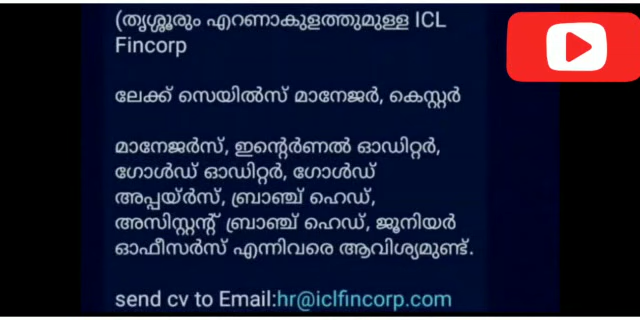 (തൃശ്ശൂരും എറണാകുളത്തുമുള്ള ICL
Fincorp
ലേക്ക് സെയിൽസ് മാനേജർ, കെസ്റ്റർ
മാനേജർസ്, ഇന്റെർണൽ ഓഡിറ്റർ,
ഗോൾഡ് ഓഡിറ്റർ, ഗോൾഡ്
അപ്പയ്ർസ്, ബ്രാഞ്ച് ഹെഡ്,
അസിസ്റ്റന്റ് ബ്രാഞ്ച് ഹെഡ്, ജൂനിയർ
ഓഫീസർസ് എന്നിവരെ ആവിശ്യമുണ്ട്.
send cv to Email:hr@iclfincorp.com